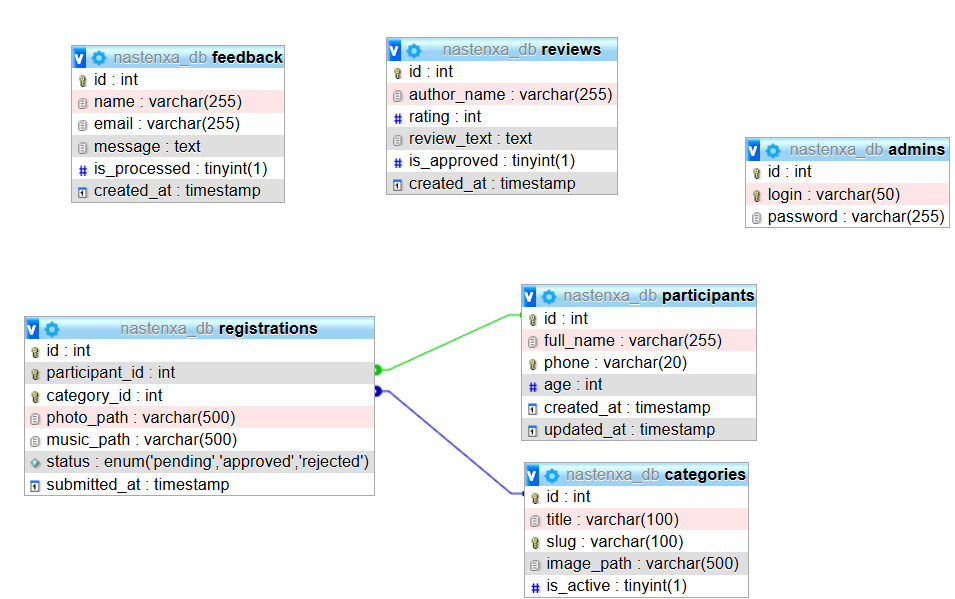 nastenxa_db feedback
id : int
name : varchar(255)
email : varchar(255)
message : text
is_processed : tinyint(1)
created_at : timestamp
nastenxa_db reviews
id : int
author_name : varchar(255)
rating : int
review_text : text
is_approved : tinyint(1)
created_at : timestamp
nastenxa_db admins
id : int
login : varchar(50)
password : varchar(255)
nastenxa_db registrations
id : int
participant_id : int
category_id : int
photo_path : varchar(500)
music_path : varchar(500)
status : enum('pending','approved','rejected')
submitted_at : timestamp
nastenxa_db participants
id : int
full_name : varchar(255)
phone : varchar(20)
age : int
created_at : timestamp
updated_at : timestamp
nastenxa_db categories
id : int
title : varchar(100)
slug : varchar(100)
image_path : varchar(500)
is_active : tinyint(1)